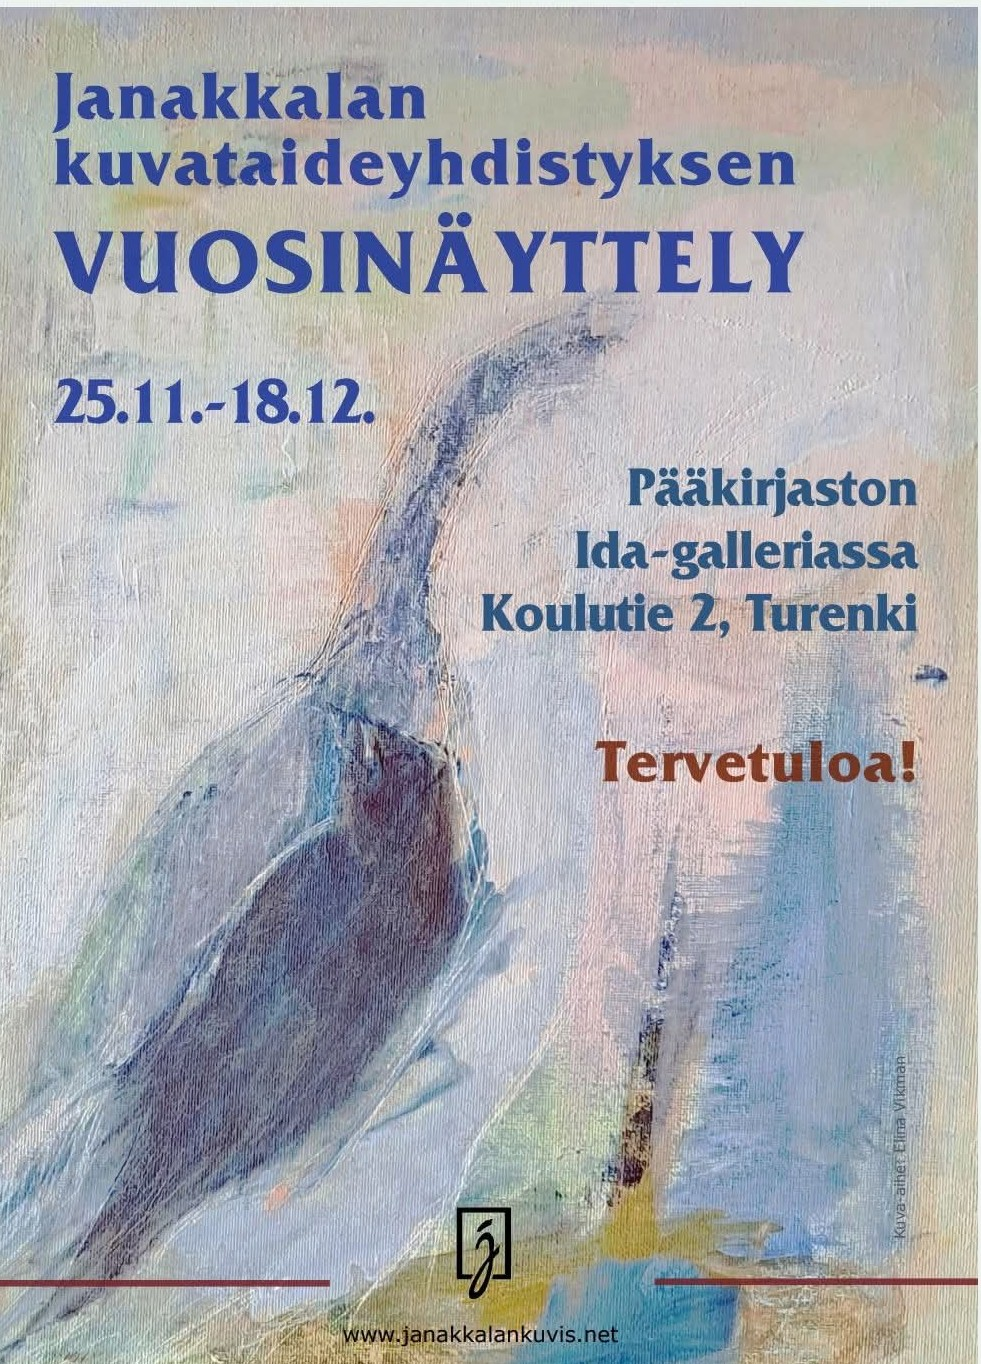 Janakkalan
kuvataideyhdistyksen
VUOSINÄYTTELY
25.11.-18.12.
Pääkirjaston
Ida-galleriassa
Koulutie 2, Turenki
Tervetuloa!
Kuva-aihe: Elina Vikman
j
www.janakkalankuvis.net